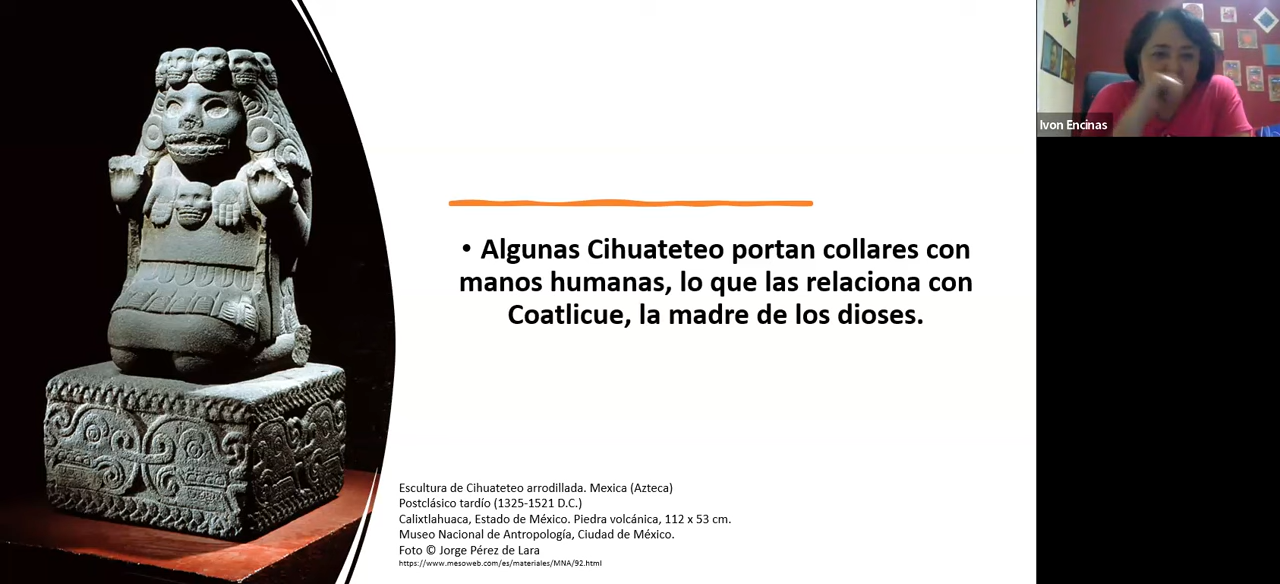 • Algunas Cihuateteo portan collares con
manos humanas, lo que las relaciona con
Coatlicue, la madre de los dioses.
Escultura de Cihuateteo arrodillada. Mexica (Azteca)
Postclásico tardío (1325-1521 D.C.)
Calixtlahuaca, Estado de México. Piedra volcánica, 112 x 53 cm.
Museo Nacional de Antropología, Ciudad de México.
Foto © Jorge Pérez de Lara
https://www.mesoweb.com/es/materiales/MNA/92.html
Ivon Encinas